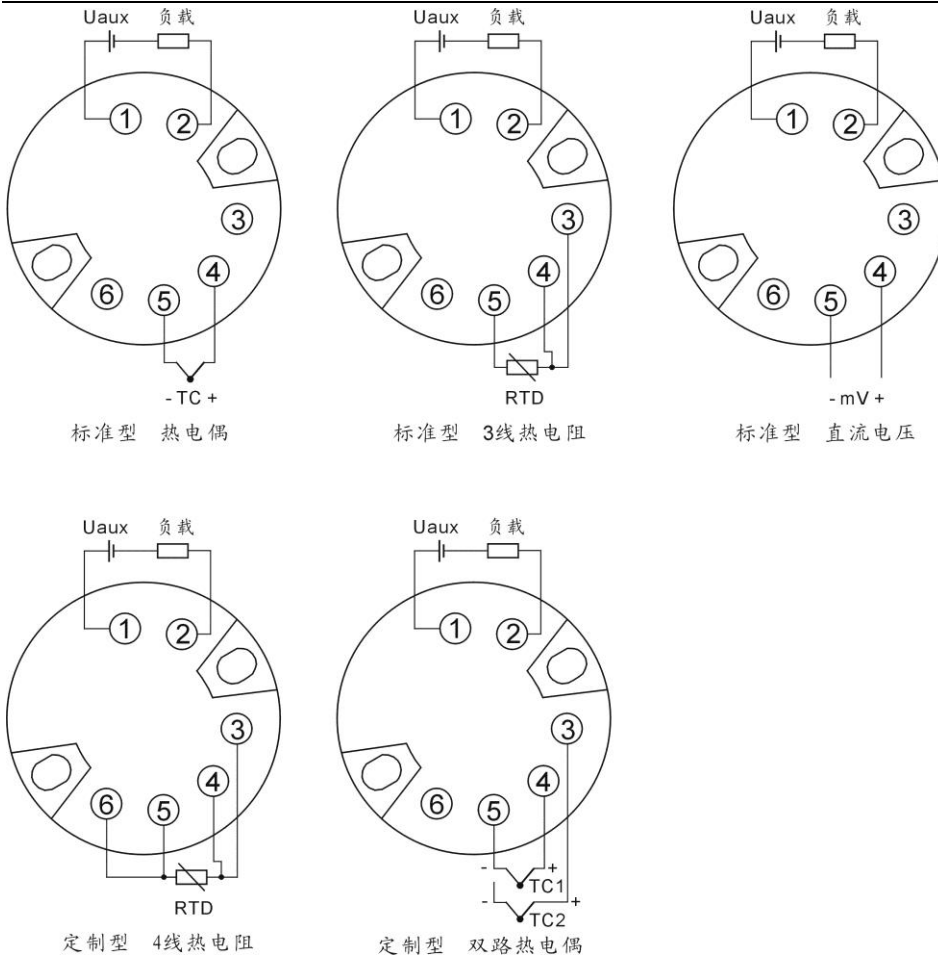 Uaux 负载
1 2
3
4
5
6
- TC +
标准型 热电偶
Uaux 负载
1 2
3
4
5
6
RTD
标准型 3线热电阻
Uaux 负载
1 2
3
4
5
6
- mV +
标准型 直流电压
Uaux 负载
1 2
3
4
5
6
RTD
定制型 4线热电阻
Uaux 负载
1 2
3
4
5
6
- +
TC1
- +
TC2
定制型 双路热电偶